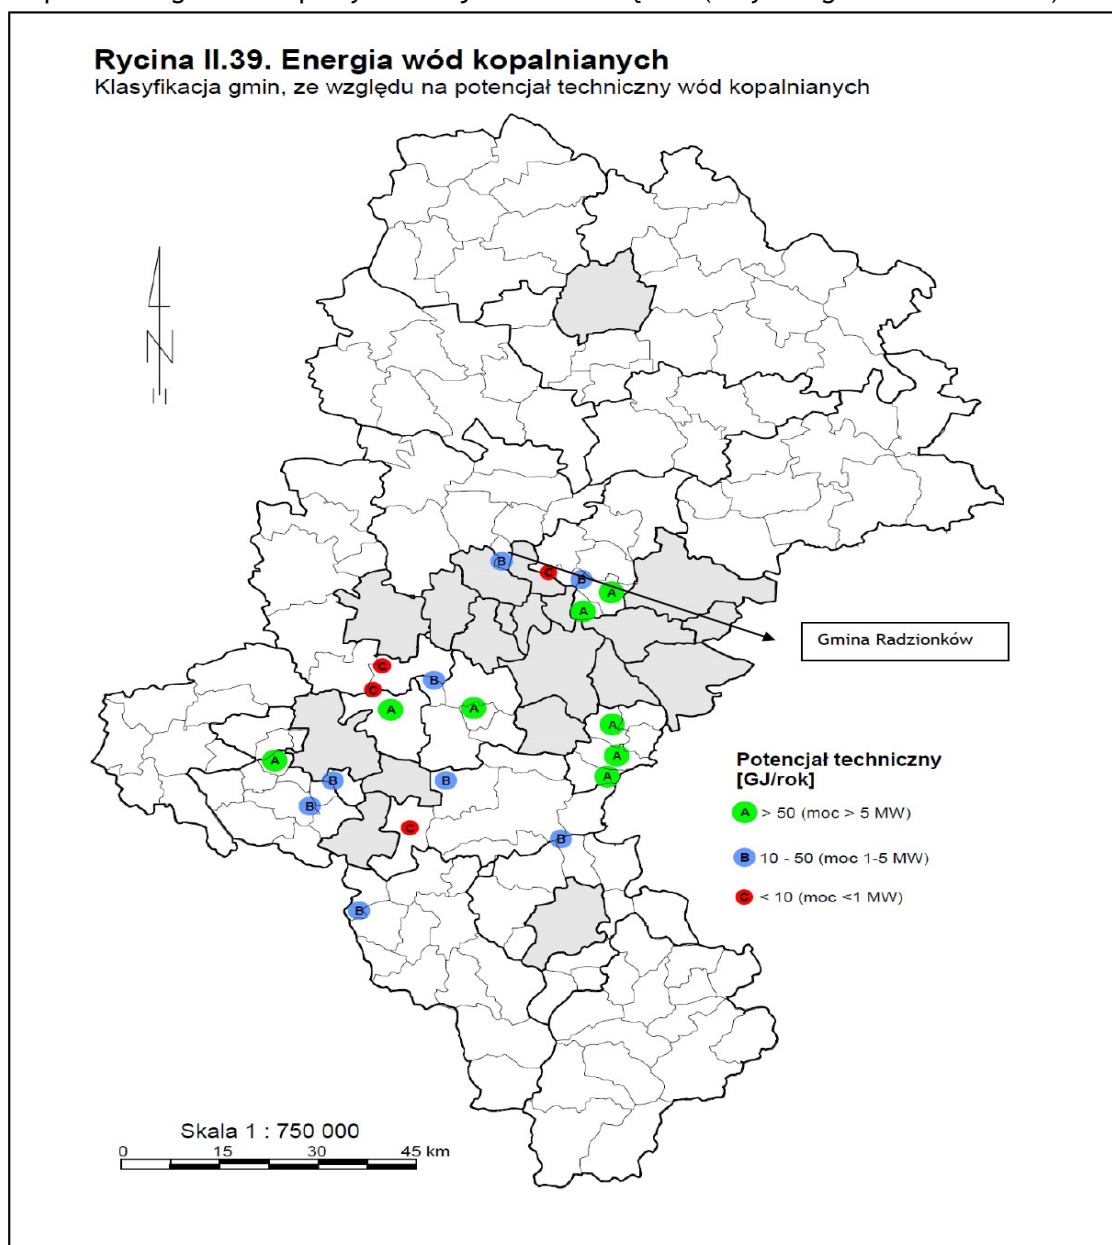 Rycina II.39. Energia wód kopalnianych
Klasyfikacja gmin, ze względu na potencjał techniczny wód kopalnianych
N
B
C
B
A
A
Gmina Radzionków
C
B
C
A
A
A
A
A
A
B
B
B
C
B
B
Potencjał techniczny
[GJ/rok]
A > 50 (moc > 5 MW)
B 10 - 50 (moc 1-5 MW)
C < 10 (moc <1 MW)
Skala 1 : 750 000
0 15 30 45 km